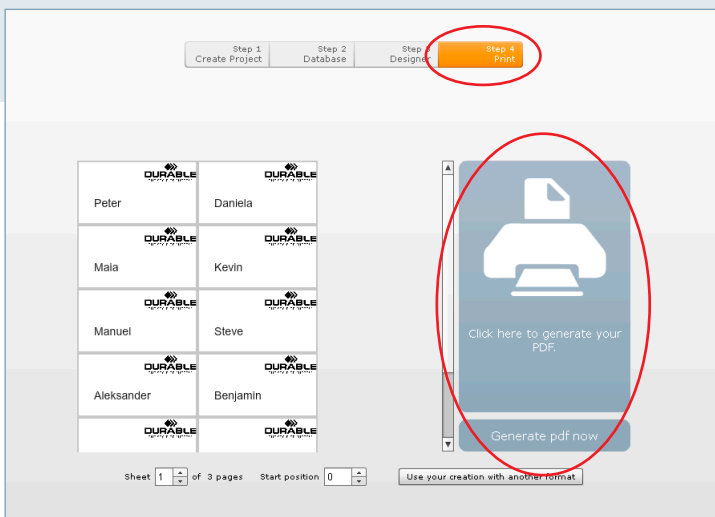 Step 1
Create Project
Step 2
Database
Step 3
Designer
Step 4
Print
DURABLE
DURABLE
Peter
Daniela
DURABLE
DURABLE
Maia
Kevin
DURABLE
DURABLE
Manuel
Steve
DURABLE
DURABLE
Aleksander
Benjamin
DURABLE
DURABLE
Click here to generate your
PDF.
Generate pdf now
Sheet 1 of 3 pages Start position 0
Use your creation with another format